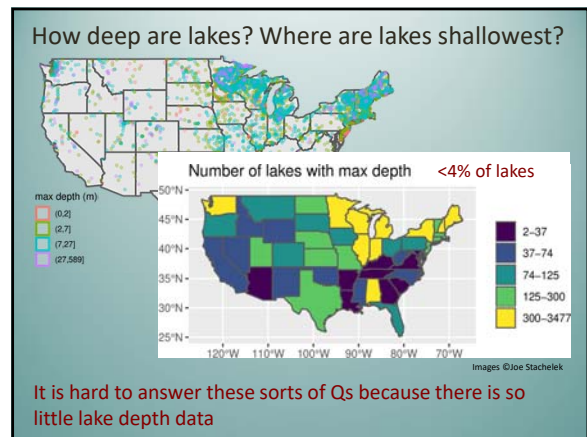 How deep are lakes? Where are lakes shallowest?
max depth (m)
(0,2]
(2,7]
(7,27]
(27,589]
Number of lakes with max depth
<4% of lakes
50°N
45°N
40°N
35°N
30°N
25°N
120°W 110°W 100°W 90°W 80°W 70°W
2–37
37–74
74–125
125–300
300–3477
Images ©Joe Stachelek
It is hard to answer these sorts of Qs because there is so
little lake depth data